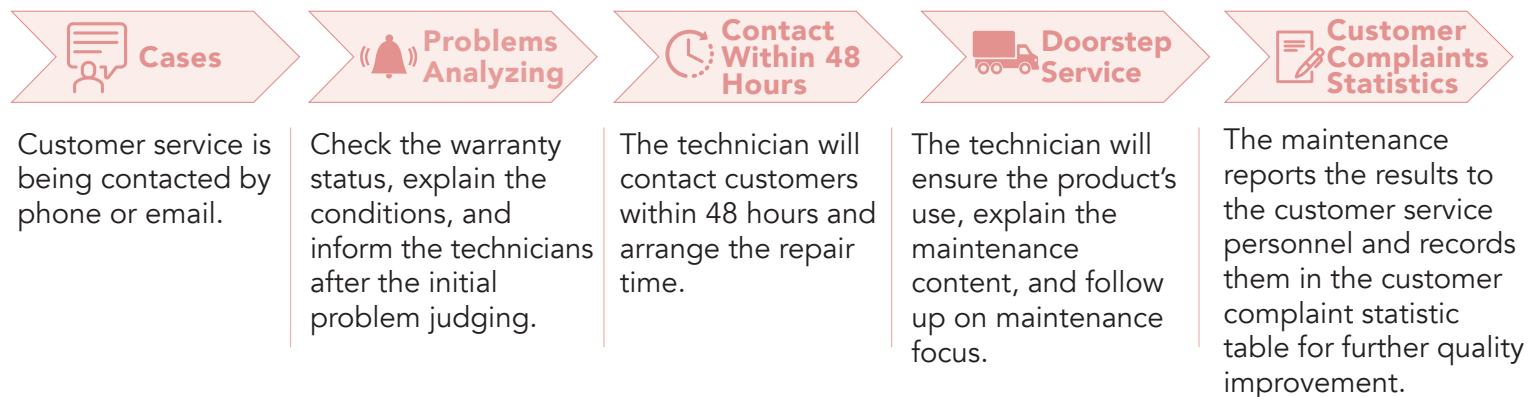 Cases
Customer service is
being contacted by
phone or email.
Problems
Analyzing
Check the warranty
status, explain the
conditions, and
inform the technicians
after the initial
problem judging.
Contact
Within 48
Hours
The technician will
contact customers
within 48 hours and
arrange the repair
time.
Doorstep
Service
The technician will
ensure the product’s
use, explain the
maintenance
content, and follow
up on maintenance
focus.
Customer
Complaints
Statistics
The maintenance
reports the results to
the customer service
personnel and records
them in the customer
complaint statistic
table for further quality
improvement.